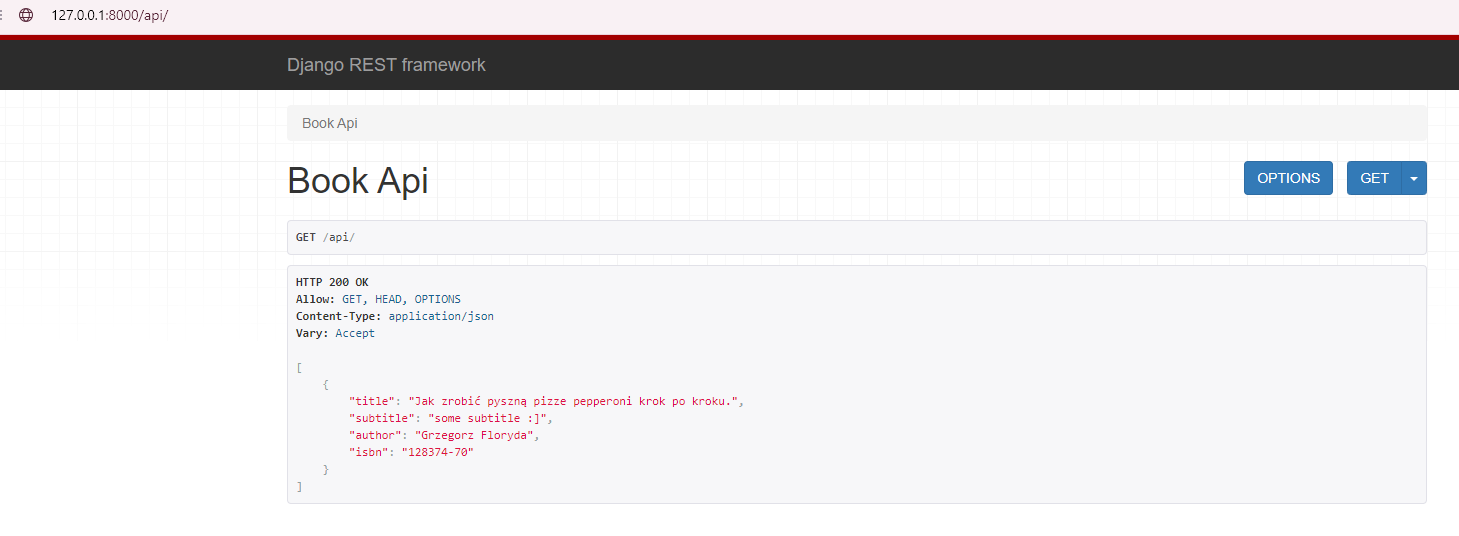 127.0.0.1:8000/api/
Django REST framework
Book Api
Book Api
OPTIONS GET
GET /api/
HTTP 200 OK
Allow: GET, HEAD, OPTIONS
Content-Type: application/json
Vary: Accept
[
{
"title": "Jak zrobić pyszną pizze pepperoni krok po kroku.",
"subtitle": "some subtitle :]",
"author": "Grzegorz Floryda",
"isbn": "128374-70"
}
]